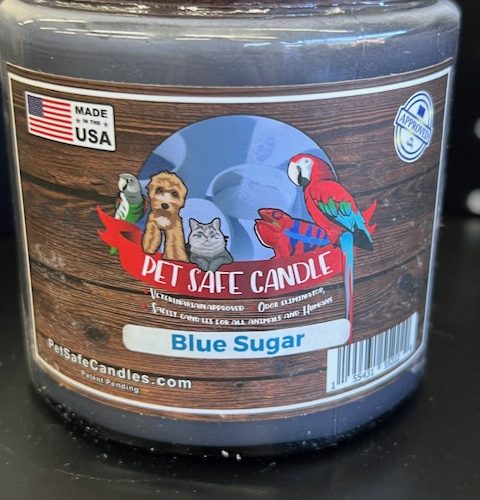 MADE
IN THE
USA
APPROVED
PET SAFE CANDLE
VETERINARIAN APPROVED ODOR ELIMINATOR,
SAFEST CANDLES FOR ALL ANIMALS AND HUMANS
Blue Sugar
PetSafeCandles.com
Patent Pending